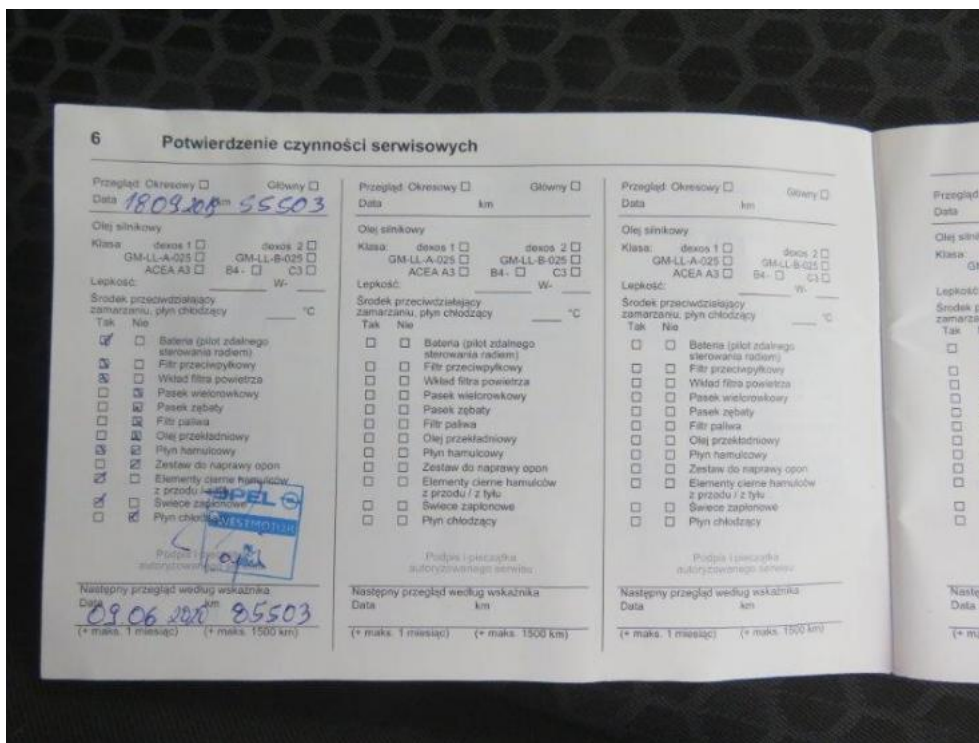 6 Potwierdzenie czynności serwisowych
Przegląd: Okresowy Główny
Data 18 09 201 km 55503
Olej silnikowy
Klasa: dexos 1 dexos 2
GM-LL-A-025 GM-LL-B-025
ACEA A3 B4 - C3
Lepkość: W-
Środek przeciwdziałający
zamarzaniu, płyn chłodzący °C
Tak Nie
Bateria (pilot zdalnego
sterowania radiem)
Filtr przeciwpyłkowy
Wkład filtra powietrza
Pasek wielorowkowy
Pasek zębaty
Filtr paliwa
Olej przekładniowy
Płyn hamulcowy
Zestaw do naprawy opon
Elementy cierne hamulców
z przodu /
OPEL
Świece zapłonowe
WESTMOTOR
Płyn
Podpis i
Następny przegląd według wskaźnika
Data 09.06 2020 km 85503
(+ maks. 1 miesiąc) (+ maks. 1500 km)
Przegląd: Okresowy Główny
Data km
Olej silnikowy
Klasa: dexos 1 dexos 2
GM-LL-A-025 GM-LL-B-025
ACEA A3 B4 - C3
Lepkość: W-
Środek przeciwdziałający
zamarzaniu, płyn chłodzący °C
Tak Nie
Bateria (pilot zdalnego
sterowania radiem)
Filtr przeciwpyłkowy
Wkład filtra powietrza
Pasek wielorowkowy
Pasek zębaty
Filtr paliwa
Olej przekładniowy
Płyn hamulcowy
Zestaw do naprawy opon
Elementy cierne hamulców
z przodu / z tyłu
Świece zapłonowe
Płyn chłodzący
Podpis i pieczątka
autoryzowanego serwisu
Następny przegląd według wskaźnika
Data km
(+ maks. 1 miesiąc) (+ maks. 1500 km)
Przegląd: Okresowy Główny
Data km
Olej silnikowy
Klasa: dexos 1 dexos 2
GM-LL-A-025 GM-LL-B-025
ACEA A3 B4 - C3
Lepkość: W-
Środek przeciwdziałający
zamarzaniu, płyn chłodzący °C
Tak Nie
Bateria (pilot zdalnego
sterowania radiem)
Filtr przeciwpyłkowy
Wkład filtra powietrza
Pasek wielorowkowy
Pasek zębaty
Filtr paliwa
Olej przekładniowy
Płyn hamulcowy
Zestaw do naprawy opon
Elementy cierne hamulców
z przodu / z tyłu
Świece zapłonowe
Płyn chłodzący
Podpis i pieczątka
autoryzowanego serwisu
Następny przegląd według wskaźnika
Data km
(+ maks. 1 miesiąc) (+ maks. 1500 km)
Przegląd
Data
Klasa
Tak
Data